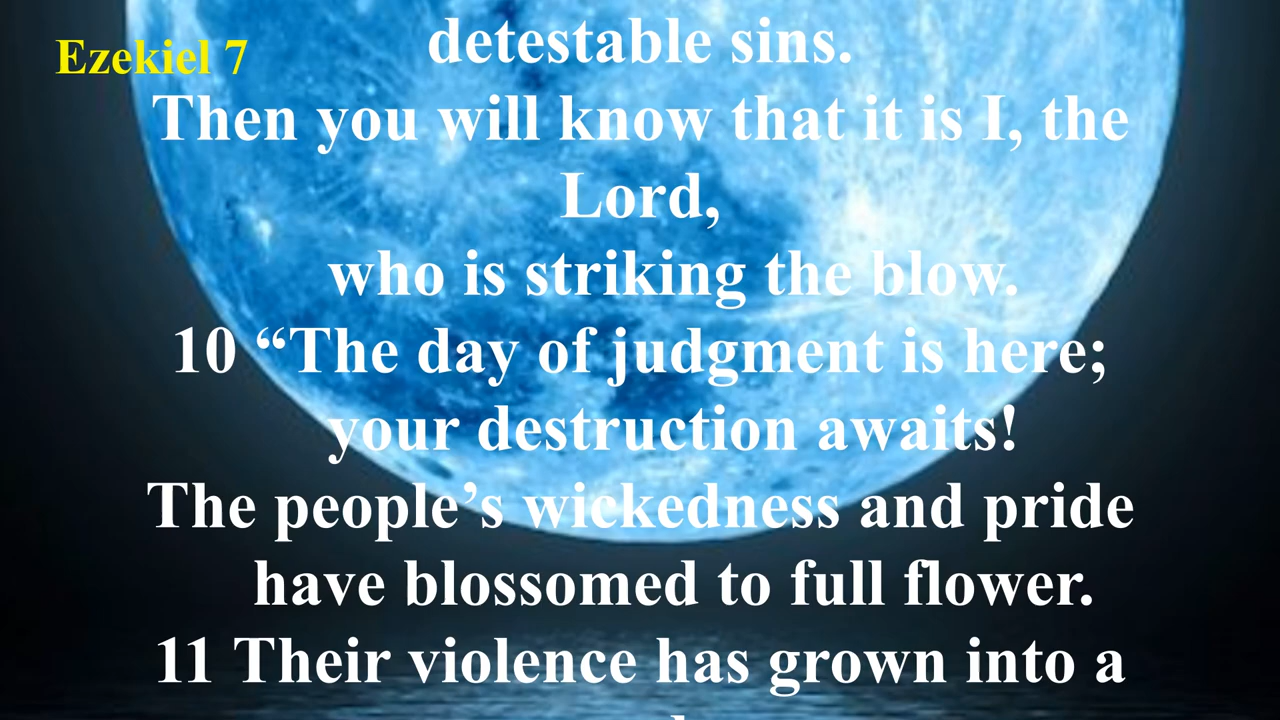 Ezekiel 7
detestable sins.
Then you will know that it is I, the
Lord,
who is striking the blow.
10 “The day of judgment is here;
your destruction awaits!
The people’s wickedness and pride
have blossomed to full flower.
11 Their violence has grown into a